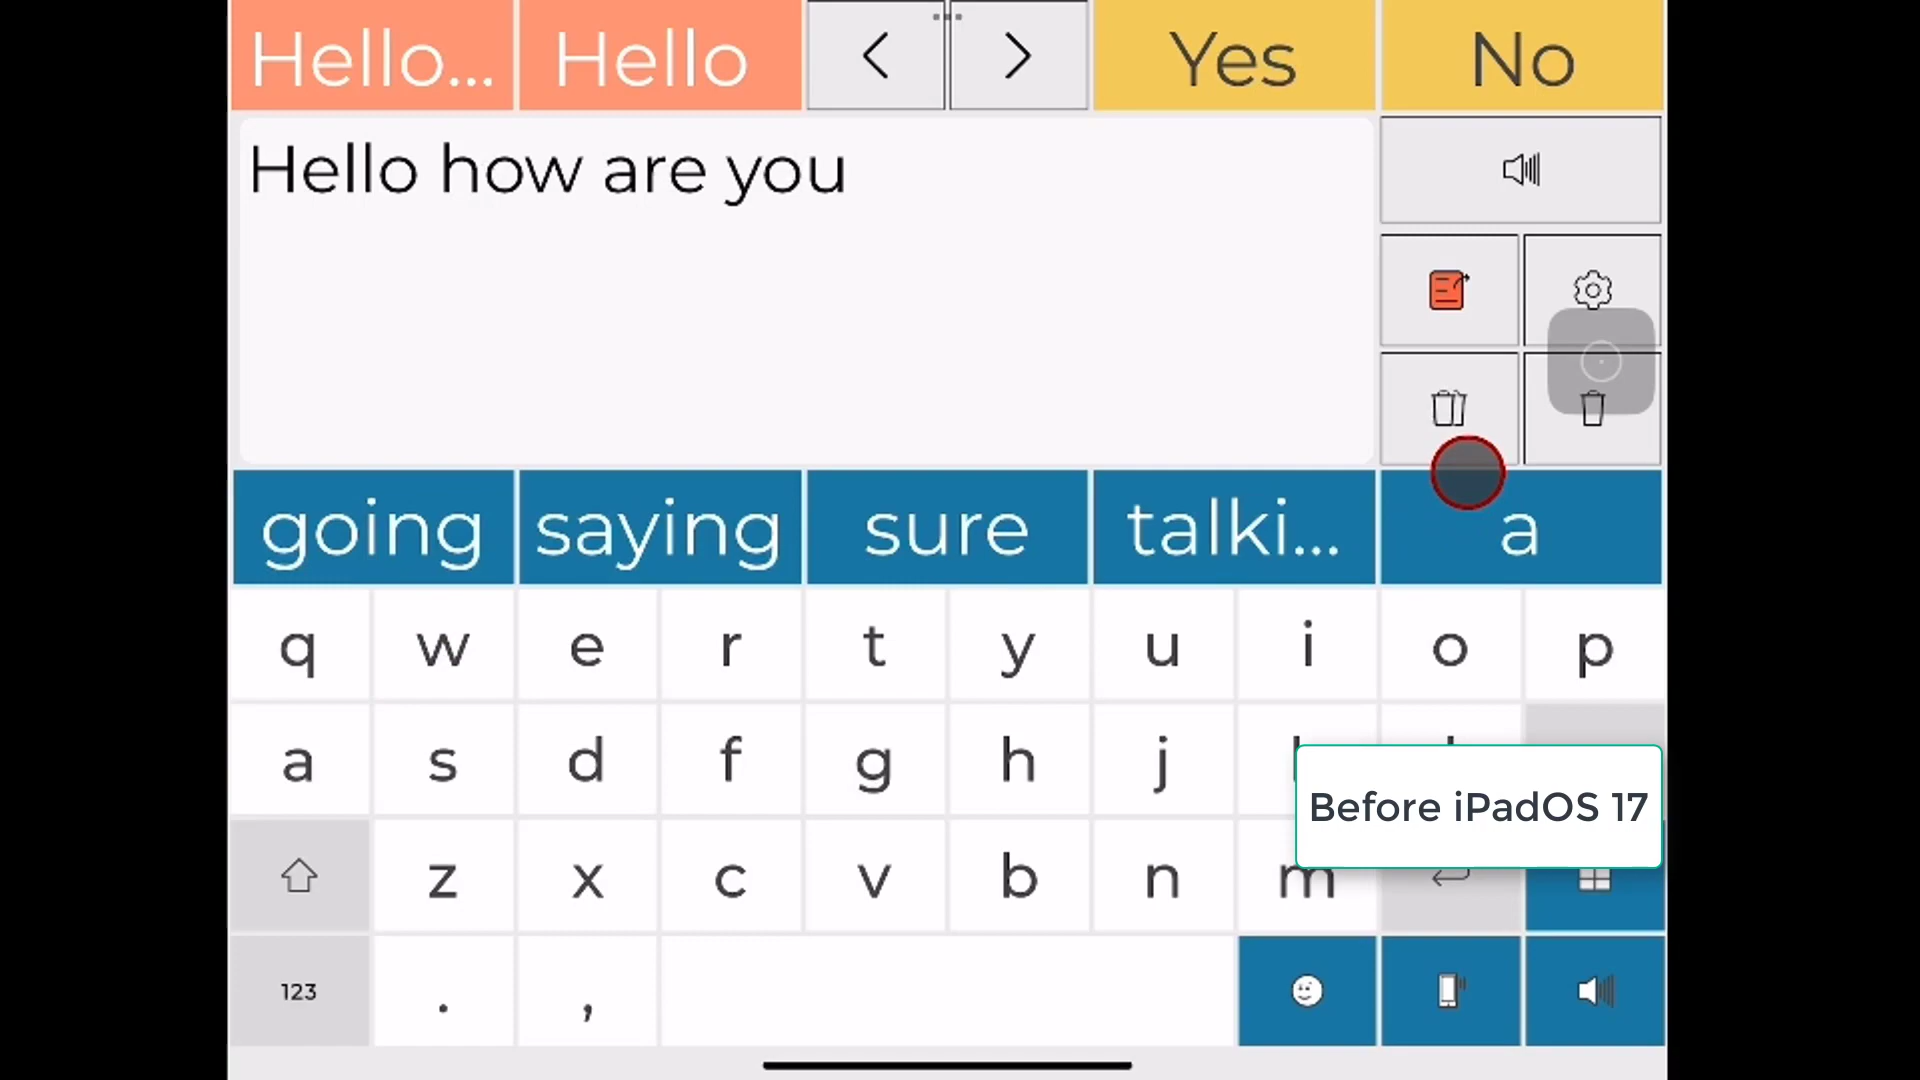 Hello... Hello Yes No
Hello how are you
going saying sure talki... a
q w e r t y u i o p
a s d f g h j
Before iPadOS 17
z x c v b n m
123 . ,